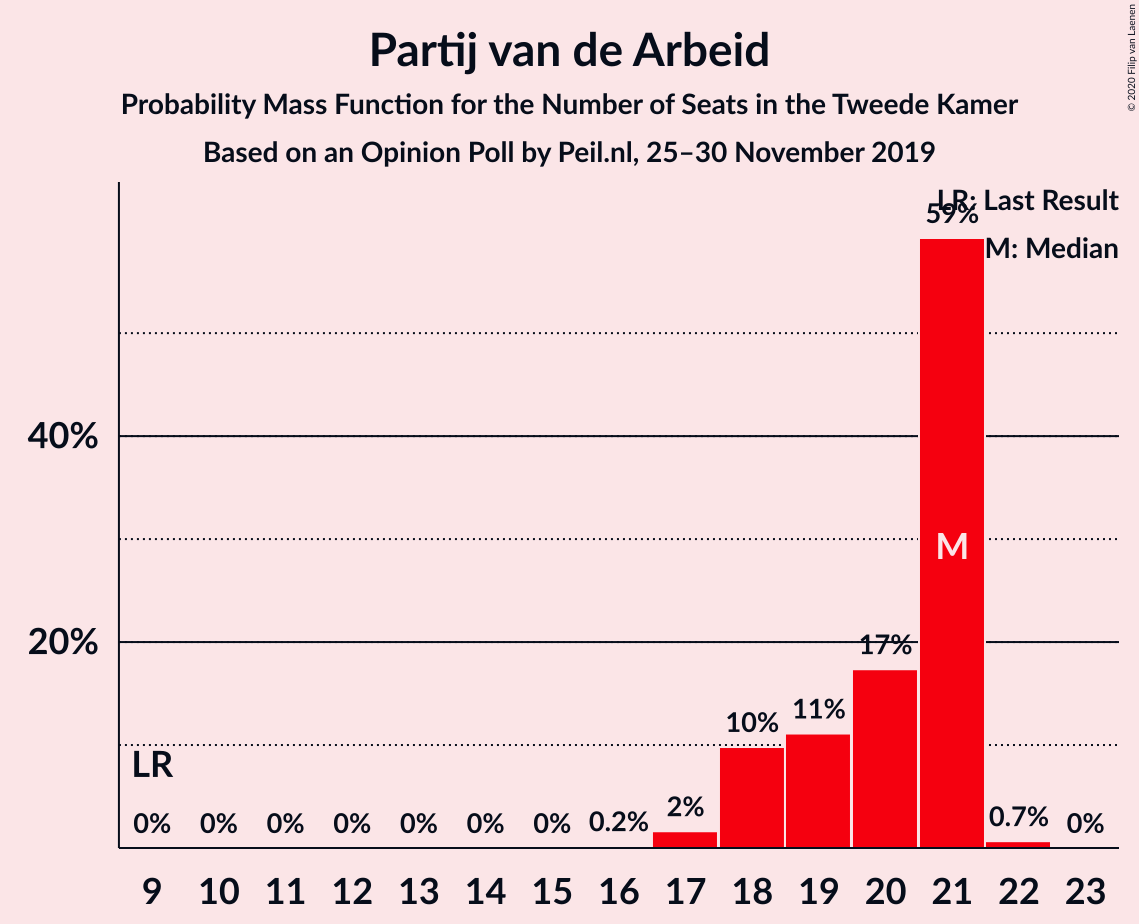 Partij van de Arbeid
Probability Mass Function for the Number of Seats in the Tweede Kamer
Based on an Opinion Poll by Peil.nl, 25–30 November 2019
© 2020 Filip van Laenen
LR: Last Result
M: Median
59%
40%
20%
M
LR
0% 0% 0% 0% 0% 0% 0% 0.2% 2% 10% 11% 17% 0.7% 0%
9 10 11 12 13 14 15 16 17 18 19 20 21 22 23